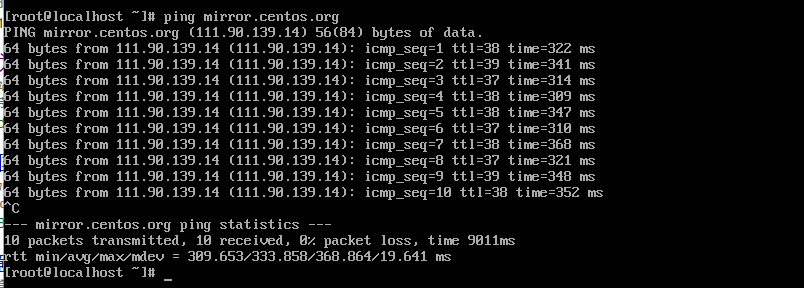 [root@localhost ~]# ping mirror.centos.org
PING mirror.centos.org (111.90.139.14) 56(84) bytes of data.
64 bytes from 111.90.139.14 (111.90.139.14): icmp_seq=1 ttl=38 time=322 ms
64 bytes from 111.90.139.14 (111.90.139.14): icmp_seq=2 ttl=39 time=341 ms
64 bytes from 111.90.139.14 (111.90.139.14): icmp_seq=3 ttl=37 time=314 ms
64 bytes from 111.90.139.14 (111.90.139.14): icmp_seq=4 ttl=38 time=309 ms
64 bytes from 111.90.139.14 (111.90.139.14): icmp_seq=5 ttl=38 time=347 ms
64 bytes from 111.90.139.14 (111.90.139.14): icmp_seq=6 ttl=37 time=310 ms
64 bytes from 111.90.139.14 (111.90.139.14): icmp_seq=7 ttl=38 time=368 ms
64 bytes from 111.90.139.14 (111.90.139.14): icmp_seq=8 ttl=37 time=321 ms
64 bytes from 111.90.139.14 (111.90.139.14): icmp_seq=9 ttl=39 time=348 ms
64 bytes from 111.90.139.14 (111.90.139.14): icmp_seq=10 ttl=38 time=352 ms
^C
--- mirror.centos.org ping statistics ---
10 packets transmitted, 10 received, 0% packet loss, time 9011ms
rtt min/avg/max/mdev = 309.653/333.858/368.864/19.641 ms
[root@localhost ~]# _